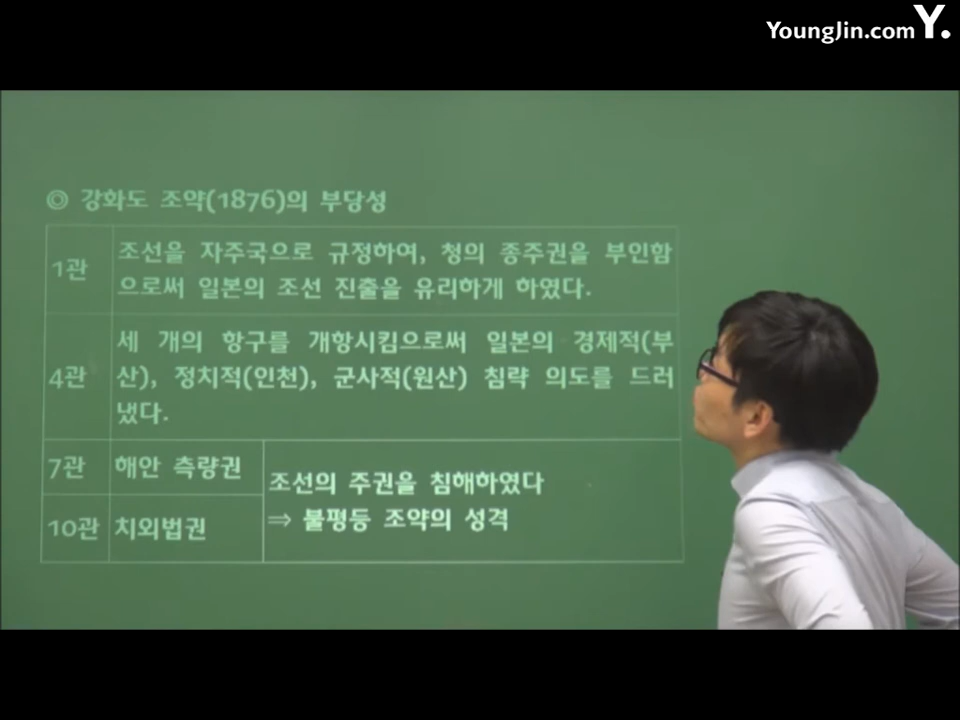 YoungJin.com Y.
◎ 강화도 조약(1876)의 부당성
1관
조선을 자주국으로 규정하여, 청의 종주권을 부인함
으로써 일본의 조선 진출을 유리하게 하였다.
4관
세 개의 항구를 개항시킴으로써 일본의 경제적(부
산), 정치적(인천), 군사적(원산) 침략 의도를 드러
냈다.
7관 해안 측량권
10관 치외법권
조선의 주권을 침해하였다
⇒ 불평등 조약의 성격